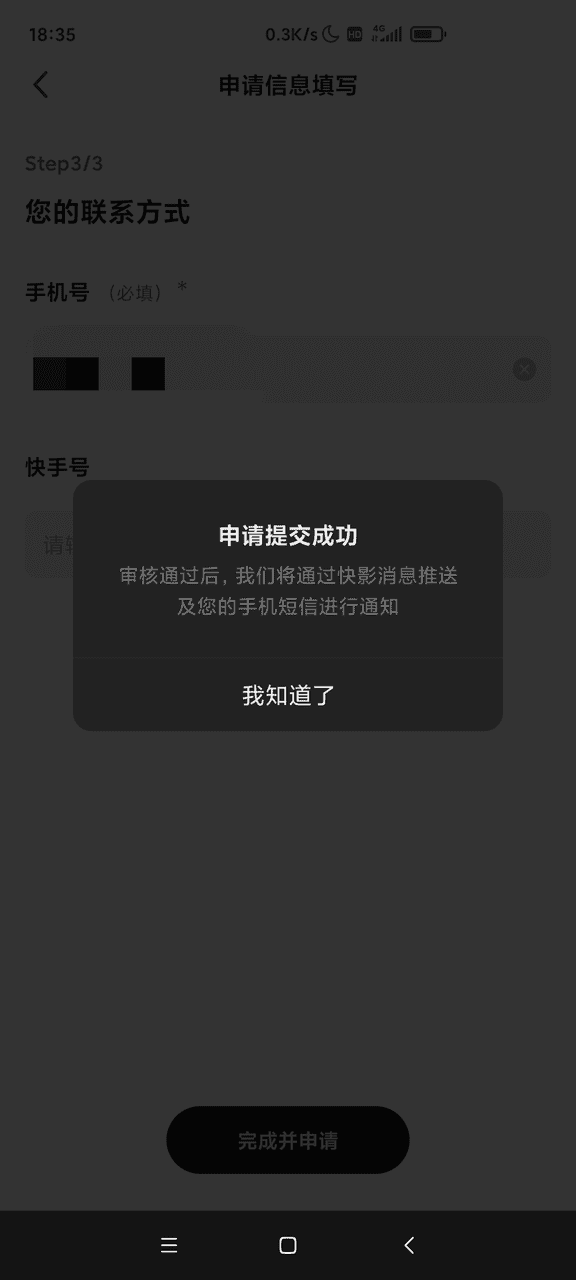 18:35
0.3K/s HD 4G
申请信息填写
Step3/3
您的联系方式
手机号 （必填） *
快手号
申请提交成功
审核通过后，我们将通过快影消息推送
及您的手机短信进行通知
我知道了
完成并申请